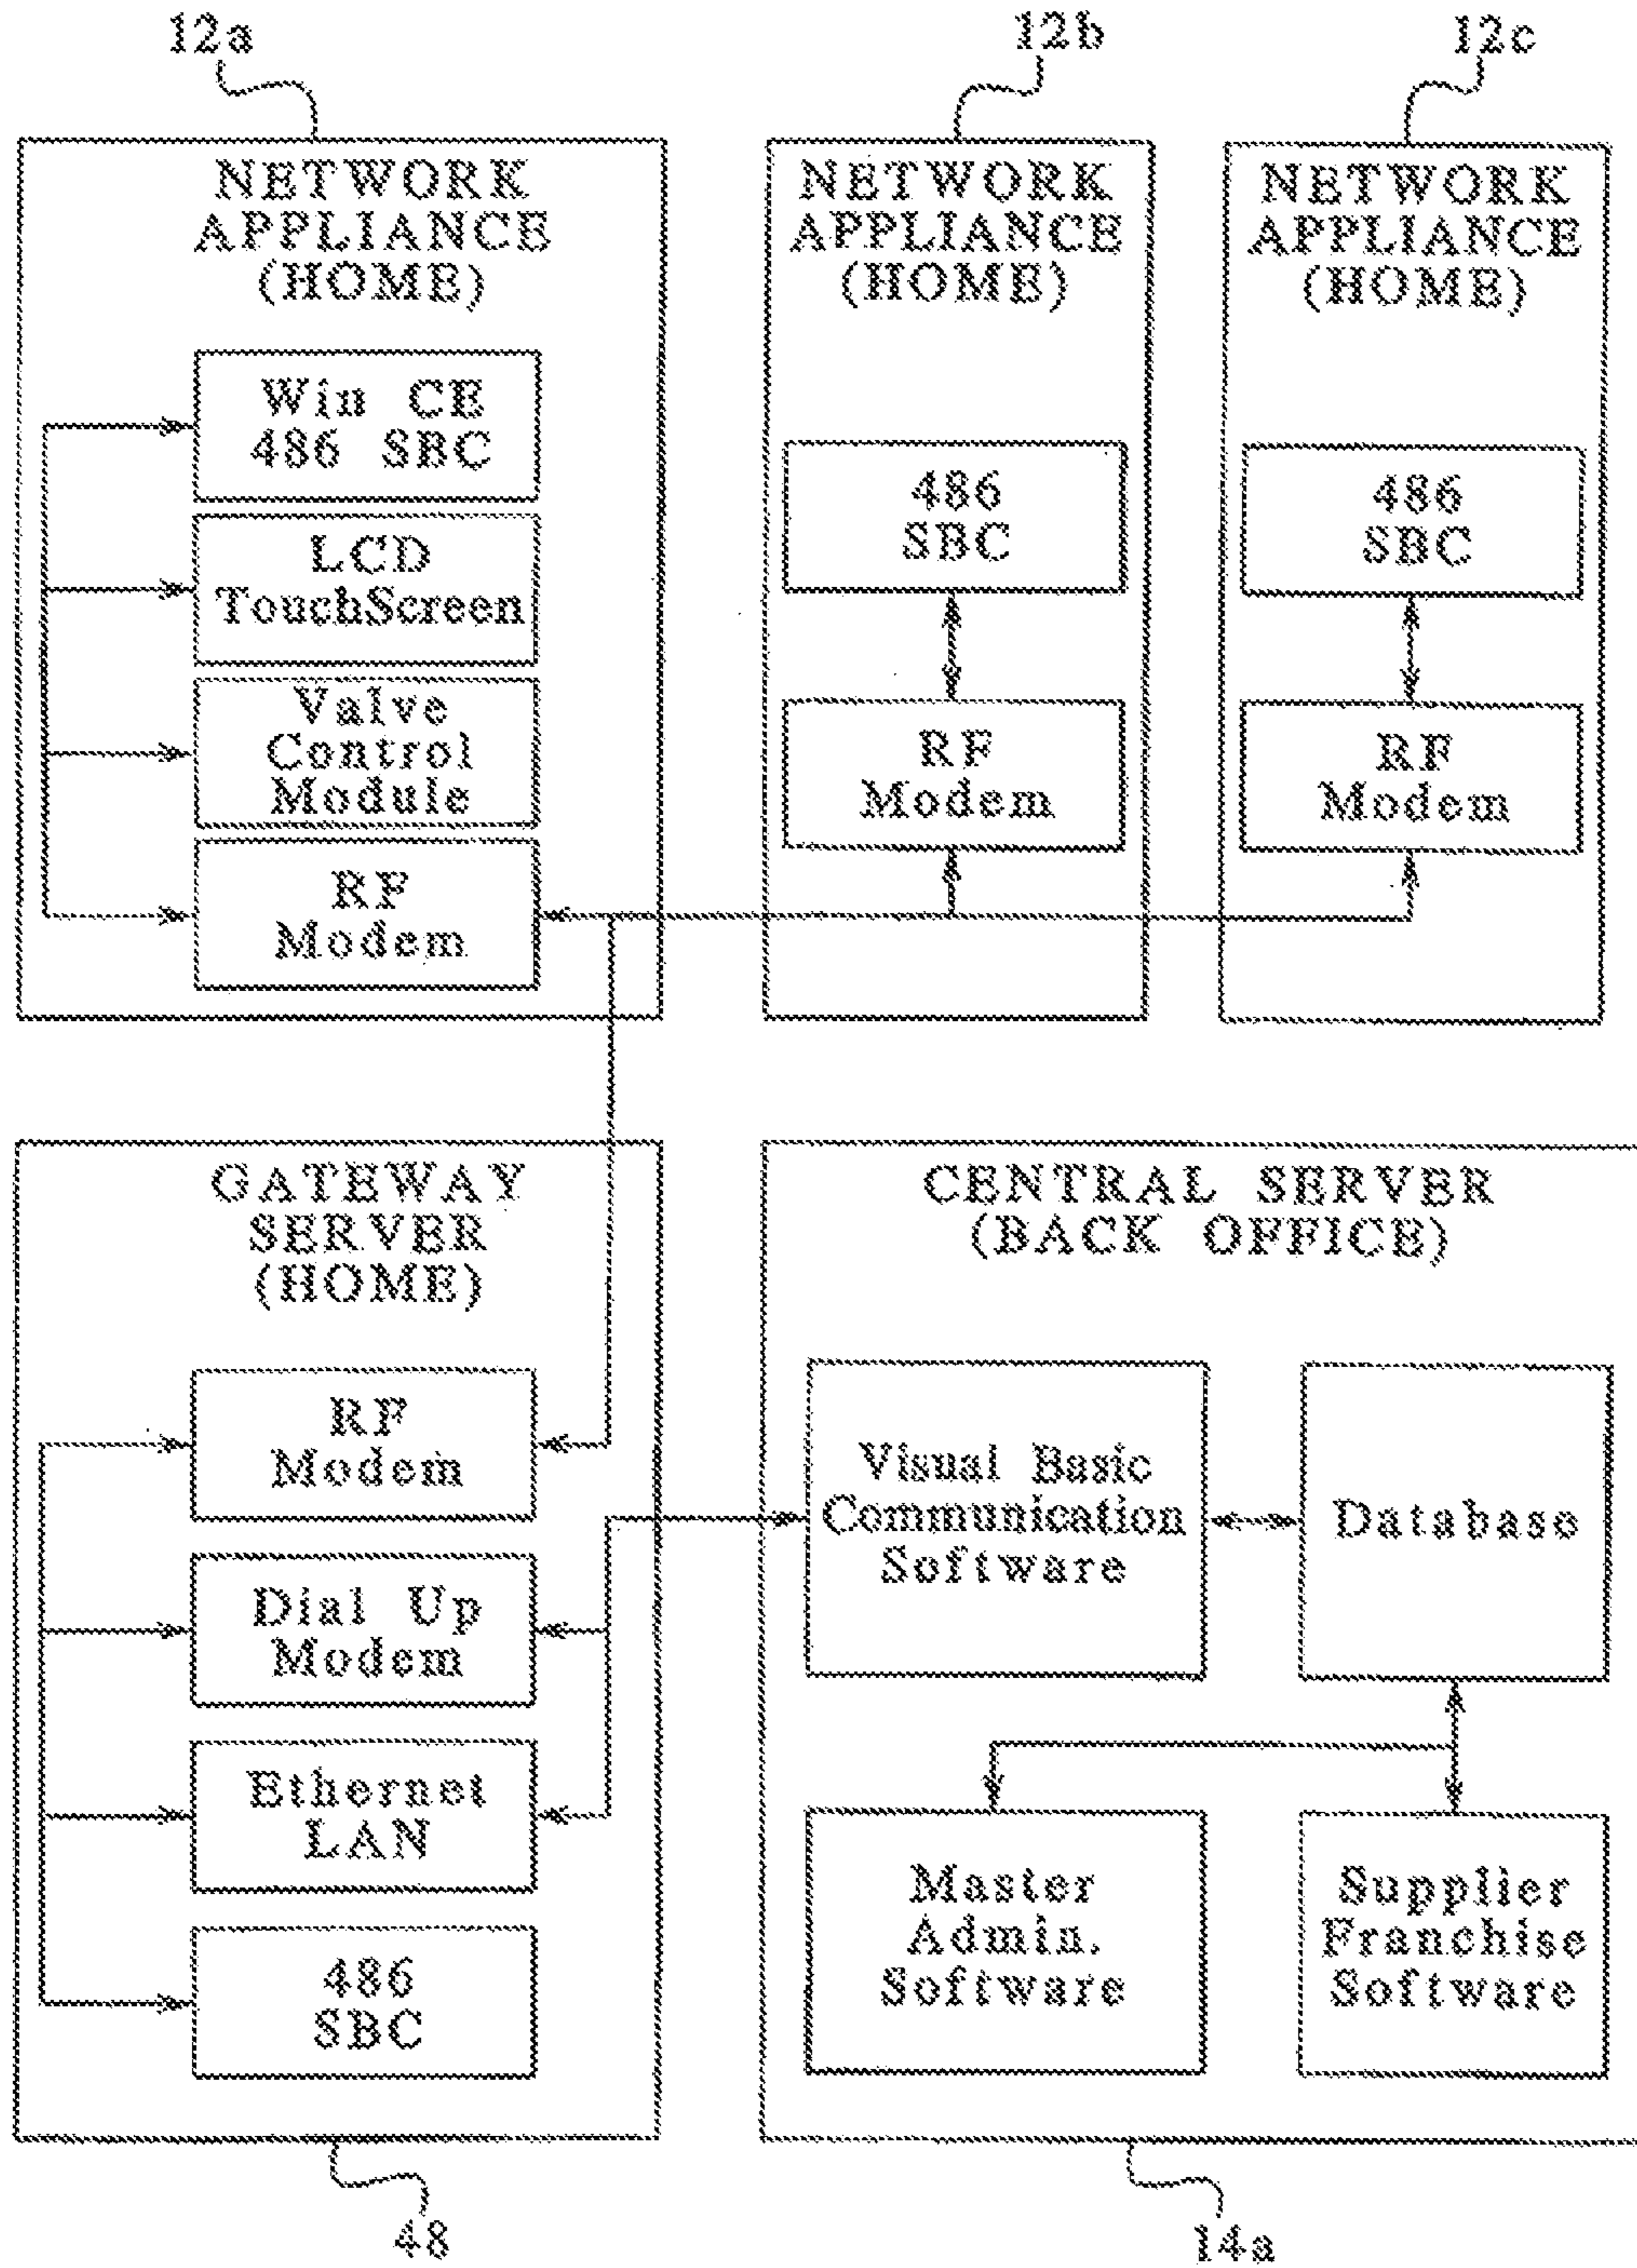 12a
12b
12c
NETWORK
APPLIANCE
(HOME)
Win CE
486 SBC
LCD
TouchScreen
Valve
Control
Module
RF
Modem
NETWORK
APPLIANCE
(HOME)
486
SBC
RF
Modem
NETWORK
APPLIANCE
(HOME)
486
SBC
RF
Modem
GATEWAY
SERVER
(HOME)
RF
Modem
Dial Up
Modem
Ethernet
LAN
486
SBC
CENTRAL SERVER
(BACK OFFICE)
Visual Basic
Communication
Software
Database
Master
Admin.
Software
Supplier
Franchise
Software
48
14a